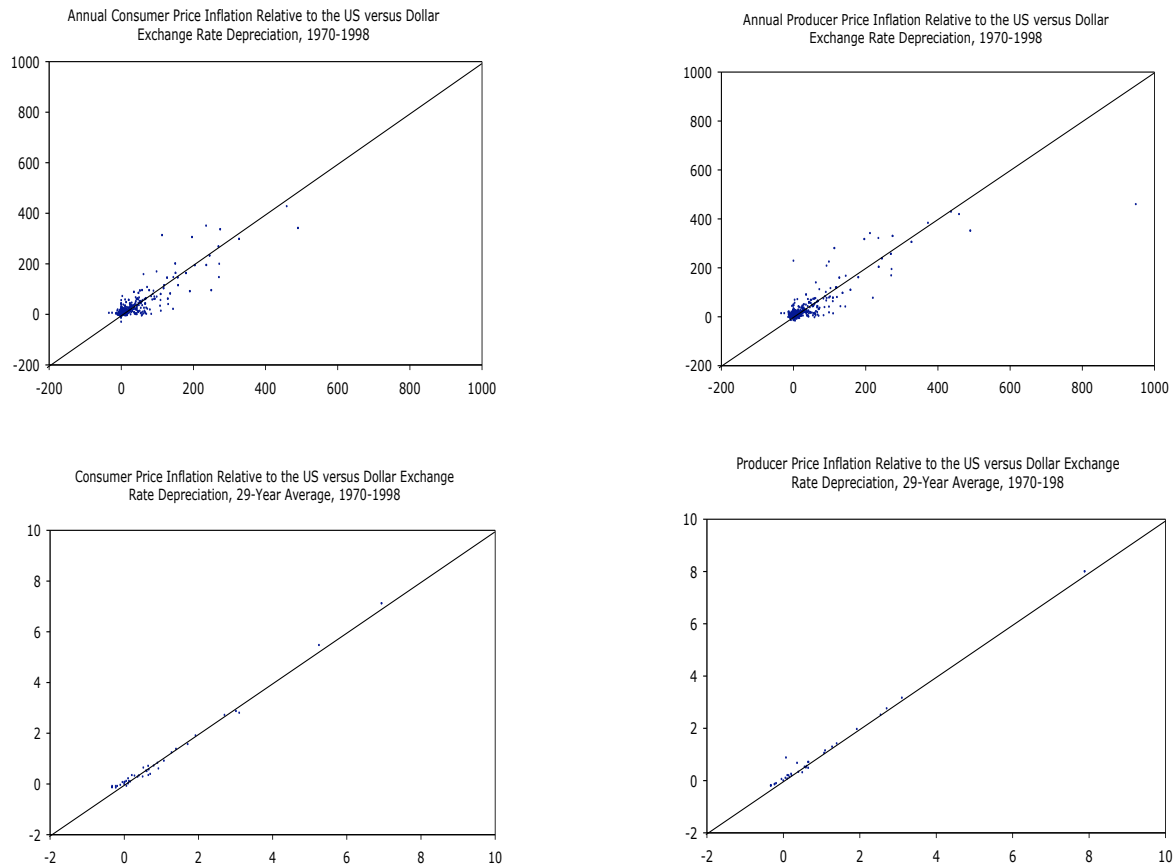 Annual Consumer Price Inflation Relative to the US versus Dollar
Exchange Rate Depreciation, 1970-1998
1000
800
600
400
200
0
-200
-200 0 200 400 600 800 1000
Annual Producer Price Inflation Relative to the US versus Dollar
Exchange Rate Depreciation, 1970-1998
1000
800
600
400
200
0
-200
-200 0 200 400 600 800 1000
Consumer Price Inflation Relative to the US versus Dollar Exchange
Rate Depreciation, 29-Year Average, 1970-1998
10
8
6
4
2
0
-2
-2 0 2 4 6 8 10
Producer Price Inflation Relative to the US versus Dollar Exchange
Rate Depreciation, 29-Year Average, 1970-198
10
8
6
4
2
0
-2
-2 0 2 4 6 8 10